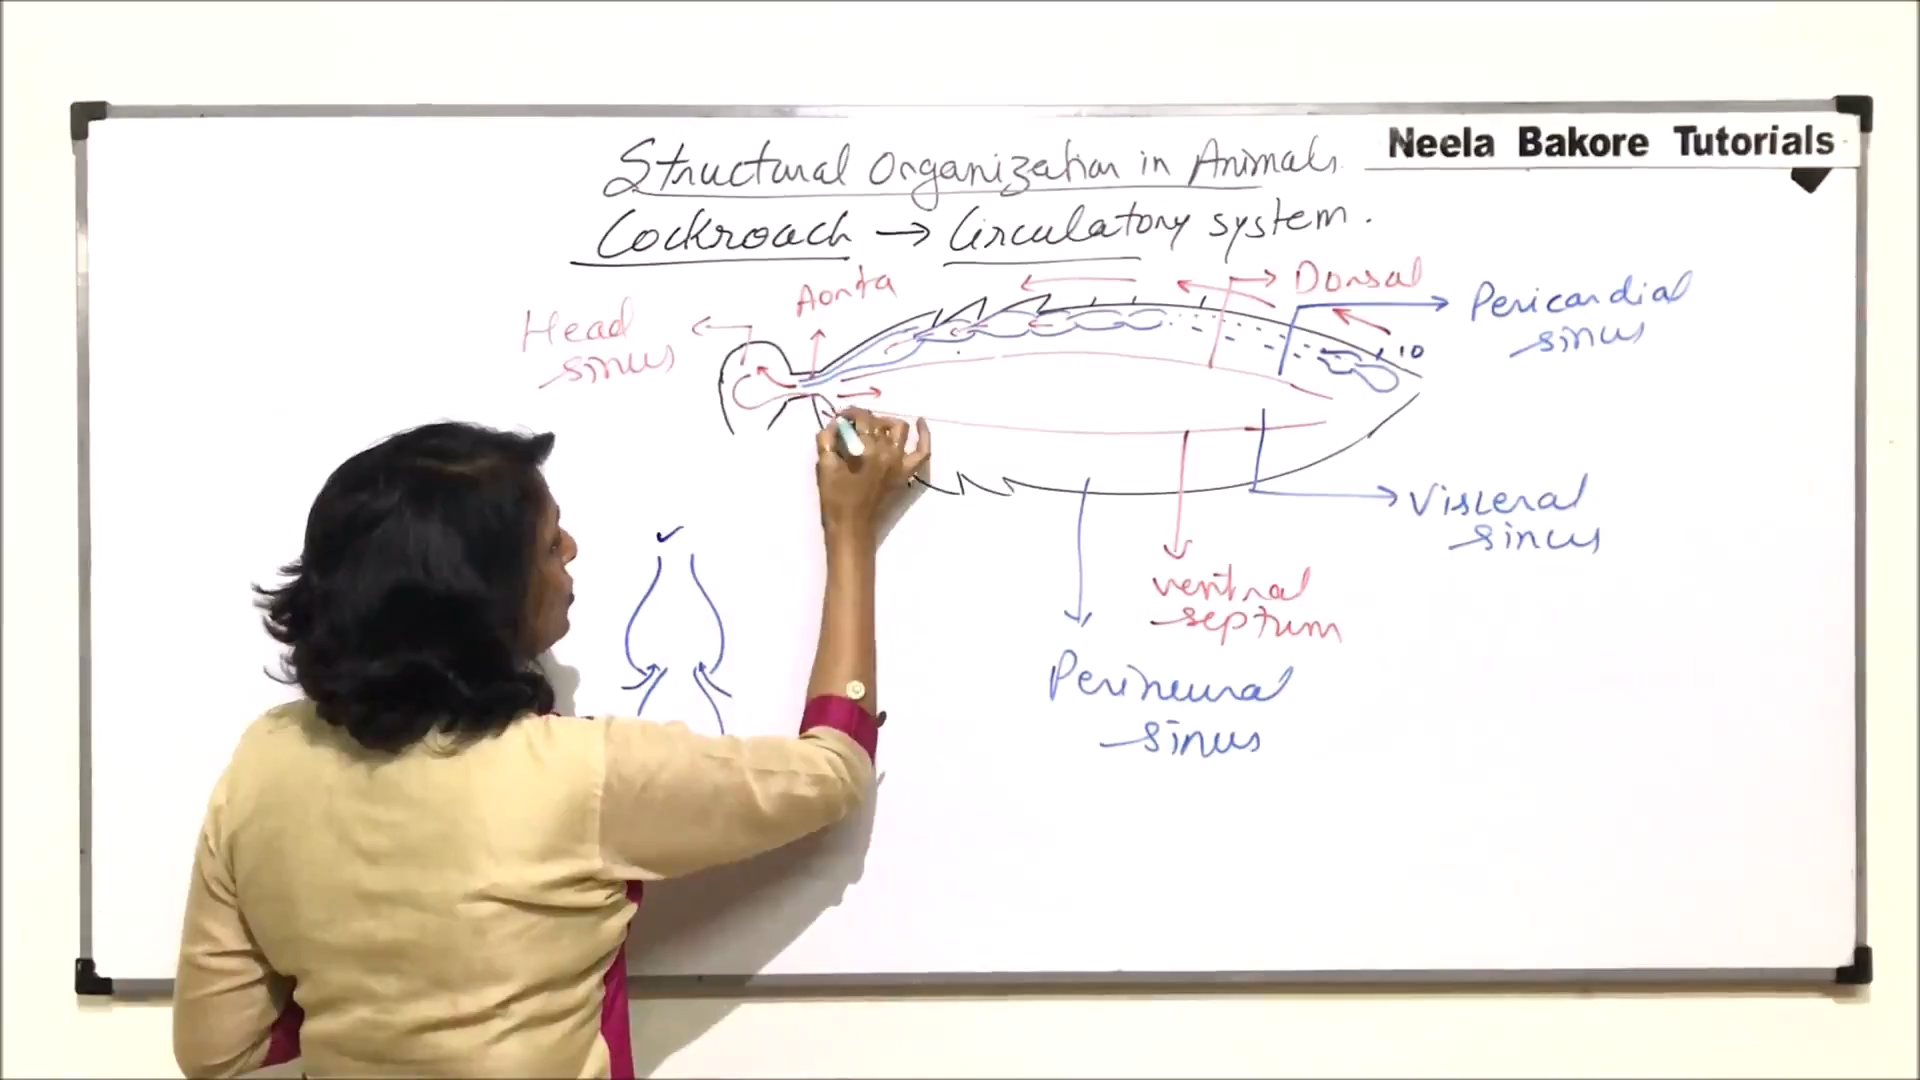 Neela Bakore Tutorials
Structural Organization in Animals.
Cockroach → Circulatory system.
Aorta
Dorsal
Pericardial
sinus
Head
sinus
10
Visceral
sinus
ventral
septum
Perineural
sinus